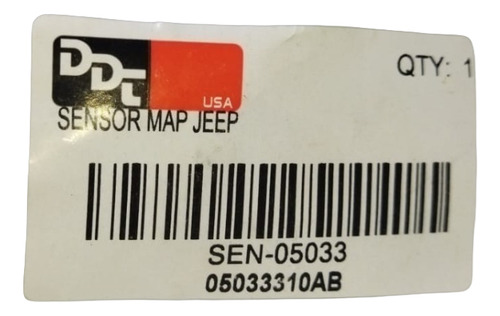 DDT
USA
QTY: 1
SENSOR MAP JEEP
SEN-05033
05033310AB